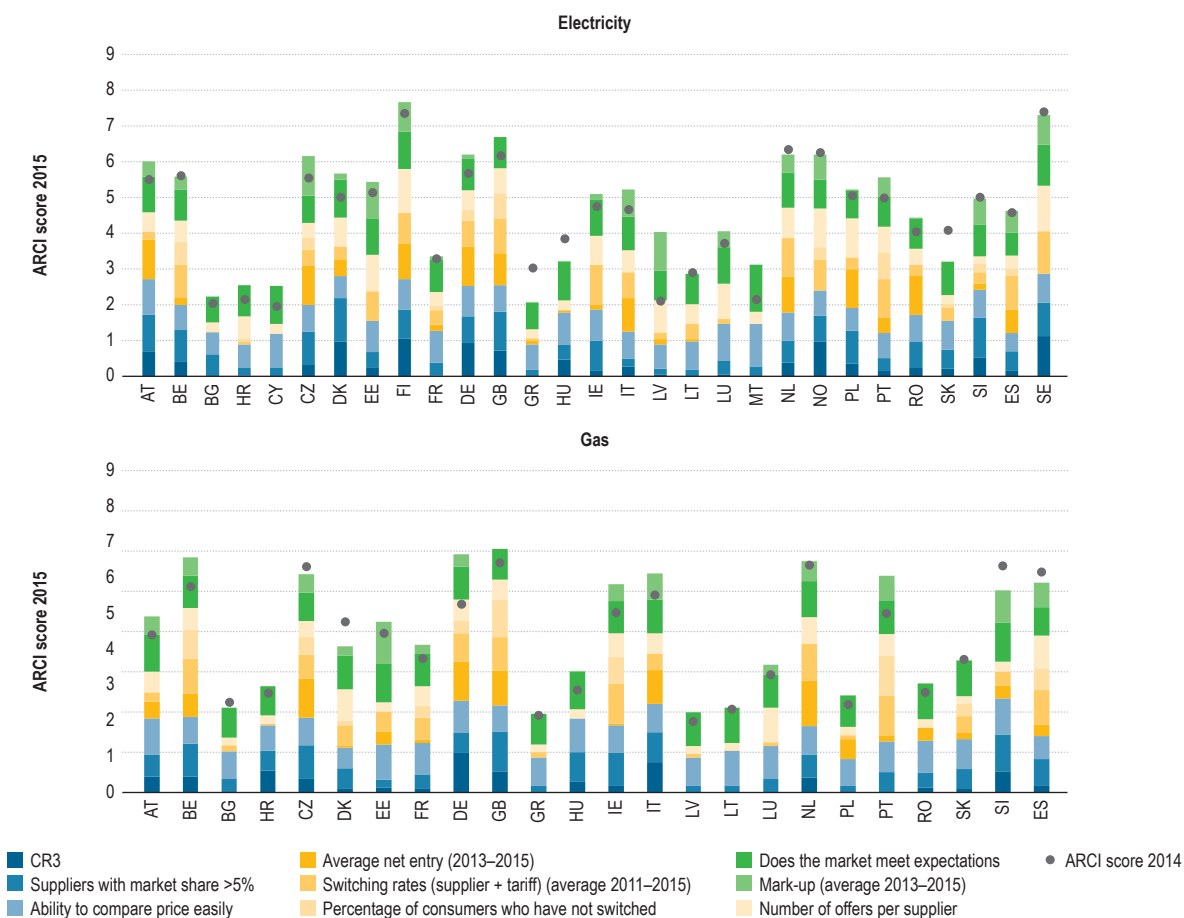 Electricity
ARCI score 2015
9
8
7
6
5
4
3
2
1
0
AT BE BG HR CY CZ DK EE FI FR DE GB GR HU IE IT LV LT LU MT NL NO PL PT RO SK SI ES SE
Gas
ARCI score 2015
9
8
7
6
5
4
3
2
1
0
AT BE BG HR CZ DK EE FR DE GB GR HU IE IT LV LT LU NL PL PT RO SK SI ES
CR3
Suppliers with market share >5%
Ability to compare price easily
Average net entry (2013–2015)
Switching rates (supplier + tariff) (average 2011–2015)
Percentage of consumers who have not switched
Does the market meet expectations
Mark-up (average 2013–2015)
Number of offers per supplier
ARCI score 2014